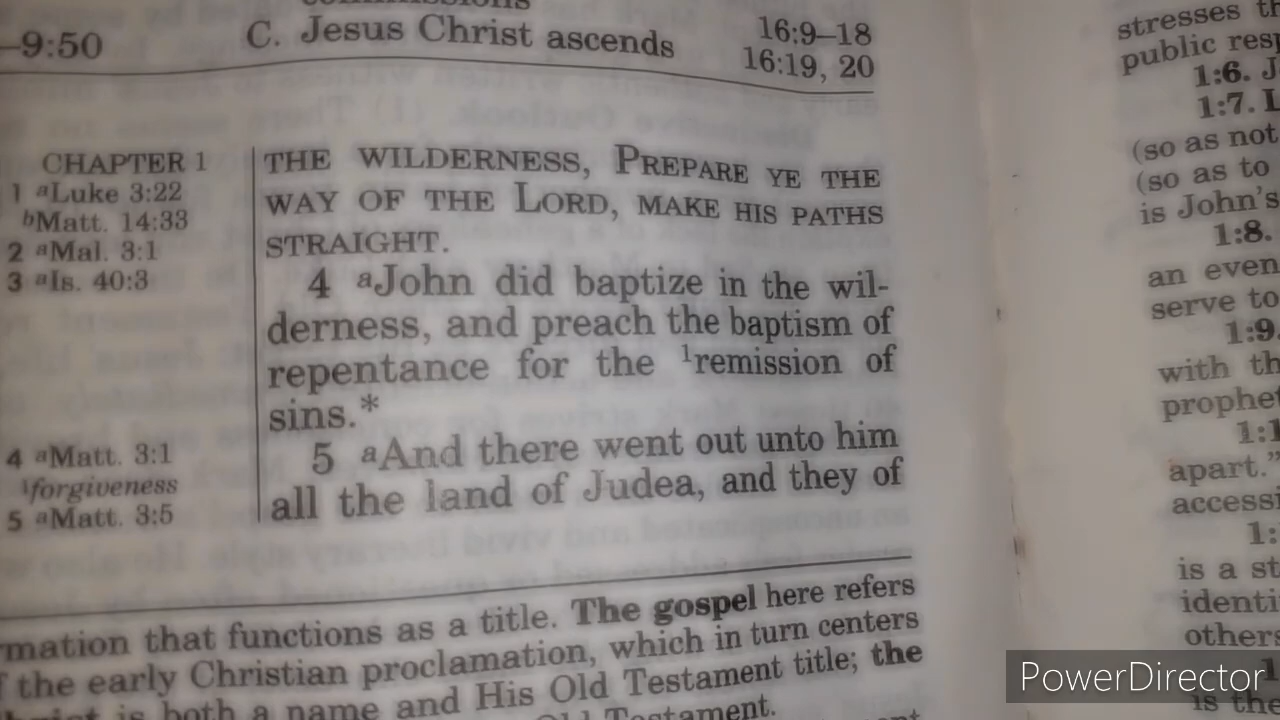 –9:50
C. Jesus Christ ascends
16:9–18
16:19, 20
CHAPTER 1
1 aLuke 3:22
bMatt. 14:33
2 aMal. 3:1
3 aIs. 40:3
4 aMatt. 3:1
1forgiveness
5 aMatt. 3:5
THE WILDERNESS, PREPARE YE THE
WAY OF THE LORD, MAKE HIS PATHS
STRAIGHT.
4 aJohn did baptize in the wil-
derness, and preach the baptism of
repentance for the 1remission of
sins.*
5 aAnd there went out unto him
all the land of Judea, and they of
mation that functions as a title. The gospel here refers
the early Christian proclamation, which in turn centers
is both a name and His Old Testament title; the
Testament.
stresses
public
1:6.
1:7.
(so as not
(so as to
is John's
1:8.
an even
serve to
1:9.
with
apart."
is a
others
is the
PowerDirector